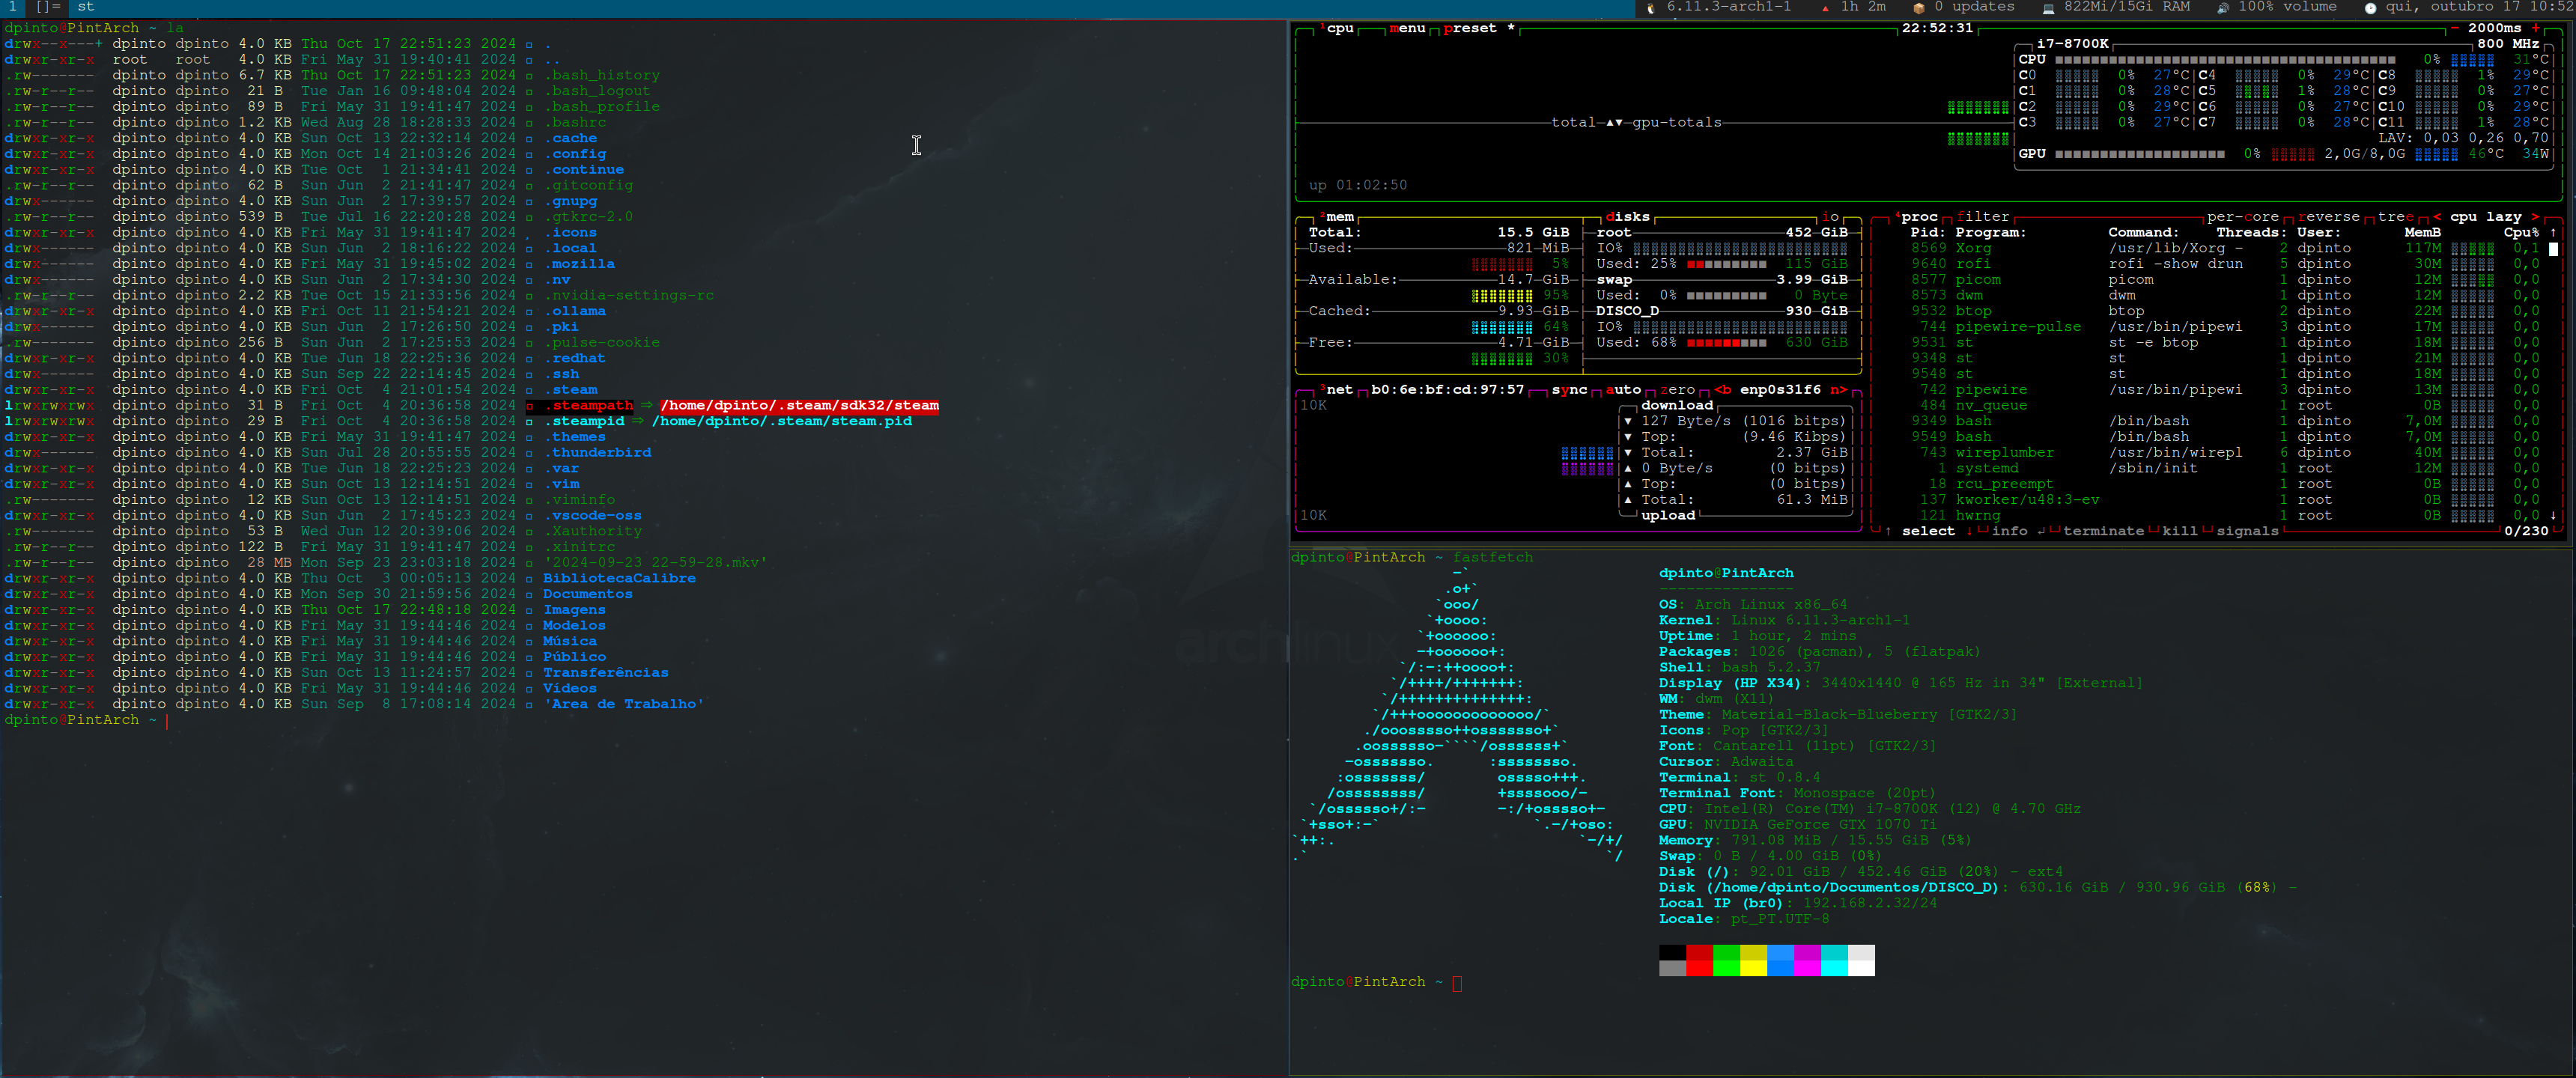 1 []= st 6.11.3-arch1-1 1h 2m 0 updates 822Mi/15Gi RAM 100% volume qui, outubro 17 10:52
dpinto@PintArch ~ la
drwx--x---+ dpinto dpinto 4.0 KB Thu Oct 17 22:51:23 2024 .
drwxr-xr-x root root 4.0 KB Fri May 31 19:40:41 2024 ..
.rw------- dpinto dpinto 6.7 KB Thu Oct 17 22:51:23 2024 .bash_history
.rw-r--r-- dpinto dpinto 21 B Tue Jan 16 09:48:04 2024 .bash_logout
.rw-r--r-- dpinto dpinto 89 B Fri May 31 19:41:47 2024 .bash_profile
.rw-r--r-- dpinto dpinto 1.2 KB Wed Aug 28 18:28:33 2024 .bashrc
drwxr-xr-x dpinto dpinto 4.0 KB Sun Oct 13 22:32:14 2024 .cache
drwxr-xr-x dpinto dpinto 4.0 KB Mon Oct 14 21:03:26 2024 .config
drwxr-xr-x dpinto dpinto 4.0 KB Tue Oct 1 21:34:41 2024 .continue
.rw-r--r-- dpinto dpinto 62 B Sun Jun 2 21:41:47 2024 .gitconfig
drwx------ dpinto dpinto 4.0 KB Sun Jun 2 17:39:57 2024 .gnupg
.rw-r--r-- dpinto dpinto 539 B Tue Jul 16 22:20:28 2024 .gtkrc-2.0
drwxr-xr-x dpinto dpinto 4.0 KB Fri May 31 19:41:47 2024 .icons
drwxr-xr-x dpinto dpinto 4.0 KB Sun Jun 2 18:16:22 2024 .local
drwx------ dpinto dpinto 4.0 KB Fri May 31 19:45:02 2024 .mozilla
drwx------ dpinto dpinto 4.0 KB Sun Jun 2 17:34:30 2024 .nv
.rw-r--r-- dpinto dpinto 2.2 KB Tue Oct 15 21:33:56 2024 .nvidia-settings-rc
drwxr-xr-x dpinto dpinto 4.0 KB Fri Oct 11 21:54:21 2024 .ollama
drwx------ dpinto dpinto 4.0 KB Sun Jun 2 17:26:50 2024 .pki
.rw------- dpinto dpinto 256 B Sun Jun 2 17:25:53 2024 .pulse-cookie
drwxr-xr-x dpinto dpinto 4.0 KB Tue Jun 18 22:25:36 2024 .redhat
drwx------ dpinto dpinto 4.0 KB Sun Sep 22 22:14:45 2024 .ssh
drwxr-xr-x dpinto dpinto 4.0 KB Fri Oct 4 21:01:54 2024 .steam
lrwxrwxrwx dpinto dpinto 31 B Fri Oct 4 20:36:58 2024 .steampath ⇒ /home/dpinto/.steam/sdk32/steam
lrwxrwxrwx dpinto dpinto 29 B Fri Oct 4 20:36:58 2024 .steampid ⇒ /home/dpinto/.steam/steam.pid
drwxr-xr-x dpinto dpinto 4.0 KB Fri May 31 19:41:47 2024 .themes
drwx------ dpinto dpinto 4.0 KB Sun Jul 28 20:55:55 2024 .thunderbird
drwxr-xr-x dpinto dpinto 4.0 KB Tue Jun 18 22:25:23 2024 .var
drwxr-xr-x dpinto dpinto 4.0 KB Sun Oct 13 12:14:51 2024 .vim
.rw------- dpinto dpinto 12 KB Sun Oct 13 12:14:51 2024 .viminfo
drwxr-xr-x dpinto dpinto 4.0 KB Sun Jun 2 17:45:23 2024 .vscode-oss
.rw------- dpinto dpinto 53 B Wed Jun 12 20:39:06 2024 .Xauthority
.rw-r--r-- dpinto dpinto 122 B Fri May 31 19:41:47 2024 .xinitrc
.rw-r--r-- dpinto dpinto 28 MB Mon Sep 23 23:03:18 2024 '2024-09-23 22-59-28.mkv'
drwxr-xr-x dpinto dpinto 4.0 KB Thu Oct 3 00:05:13 2024 BibliotecaCalibre
drwxr-xr-x dpinto dpinto 4.0 KB Mon Sep 30 21:59:56 2024 Documentos
drwxr-xr-x dpinto dpinto 4.0 KB Thu Oct 17 22:48:18 2024 Imagens
drwxr-xr-x dpinto dpinto 4.0 KB Fri May 31 19:44:46 2024 Modelos
drwxr-xr-x dpinto dpinto 4.0 KB Fri May 31 19:44:46 2024 Música
drwxr-xr-x dpinto dpinto 4.0 KB Fri May 31 19:44:46 2024 Público
drwxr-xr-x dpinto dpinto 4.0 KB Sun Oct 13 11:24:57 2024 Transferências
drwxr-xr-x dpinto dpinto 4.0 KB Fri May 31 19:44:46 2024 Vídeos
drwxr-xr-x dpinto dpinto 4.0 KB Sun Sep 8 17:08:14 2024 'Área de Trabalho'
dpinto@PintArch ~
archlinux
¹cpu menu preset * 22:52:31 - 2000ms +
i7-8700K 800 MHz
CPU 0% 31°C
C0 0% 27°C C4 0% 29°C C8 1% 29°C
C1 0% 28°C C5 1% 28°C C9 0% 27°C
C2 0% 29°C C6 0% 27°C C10 0% 29°C
C3 0% 27°C C7 0% 28°C C11 1% 28°C
total ▲▼ gpu-totals
LAV: 0,03 0,26 0,70
GPU 0% 2,0G/8,0G 46°C 34W
up 01:02:50
²mem disks io
Total: 15.5 GiB root 452 GiB
Used: 821 MiB IO%
5% Used: 25% 115 GiB
Available: 14.7 GiB swap 3.99 GiB
95% Used: 0% 0 Byte
Cached: 9.93 GiB DISCO_D 930 GiB
64% IO%
Free: 4.71 GiB Used: 68% 630 GiB
30%
³net b0:6e:bf:cd:97:57 sync auto zero <b enp0s31f6 n>
10K download
▼ 127 Byte/s (1016 bitps)
▼ Top: (9.46 Kibps)
▼ Total: 2.37 GiB
▲ 0 Byte/s (0 bitps)
▲ Top: (0 bitps)
▲ Total: 61.3 MiB
10K upload
⁴proc filter per-core reverse tree < cpu lazy >
Pid: Program: Command: Threads: User: MemB Cpu% ↑
8569 Xorg /usr/lib/Xorg - 2 dpinto 117M 0,1
9640 rofi rofi -show drun 5 dpinto 30M 0,0
8577 picom picom 1 dpinto 12M 0,0
8573 dwm dwm 1 dpinto 12M 0,0
9532 btop btop 2 dpinto 22M 0,0
744 pipewire-pulse /usr/bin/pipewi 3 dpinto 17M 0,0
9531 st st -e btop 1 dpinto 18M 0,0
9348 st st 1 dpinto 21M 0,0
9548 st st 1 dpinto 18M 0,0
742 pipewire /usr/bin/pipewi 3 dpinto 13M 0,0
484 nv_queue 1 root 0B 0,0
9349 bash /bin/bash 1 dpinto 7,0M 0,0
9549 bash /bin/bash 1 dpinto 7,0M 0,0
743 wireplumber /usr/bin/wirepl 6 dpinto 40M 0,0
1 systemd /sbin/init 1 root 12M 0,0
18 rcu_preempt 1 root 0B 0,0
137 kworker/u48:3-ev 1 root 0B 0,0
121 hwrng 1 root 0B 0,0 ↓
↑ select ↓ info ↵ terminate kill signals 0/230
dpinto@PintArch ~ fastfetch
dpinto@PintArch
---------------
OS: Arch Linux x86_64
Kernel: Linux 6.11.3-arch1-1
Uptime: 1 hour, 2 mins
Packages: 1026 (pacman), 5 (flatpak)
Shell: bash 5.2.37
Display (HP X34): 3440x1440 @ 165 Hz in 34" [External]
WM: dwm (X11)
Theme: Material-Black-Blueberry [GTK2/3]
Icons: Pop [GTK2/3]
Font: Cantarell (11pt) [GTK2/3]
Cursor: Adwaita
Terminal: st 0.8.4
Terminal Font: Monospace (20pt)
CPU: Intel(R) Core(TM) i7-8700K (12) @ 4.70 GHz
GPU: NVIDIA GeForce GTX 1070 Ti
Memory: 791.08 MiB / 15.55 GiB (5%)
Swap: 0 B / 4.00 GiB (0%)
Disk (/): 92.01 GiB / 452.46 GiB (20%) - ext4
Disk (/home/dpinto/Documentos/DISCO_D): 630.16 GiB / 930.96 GiB (68%) -
Local IP (br0): 192.168.2.32/24
Locale: pt_PT.UTF-8
dpinto@PintArch ~